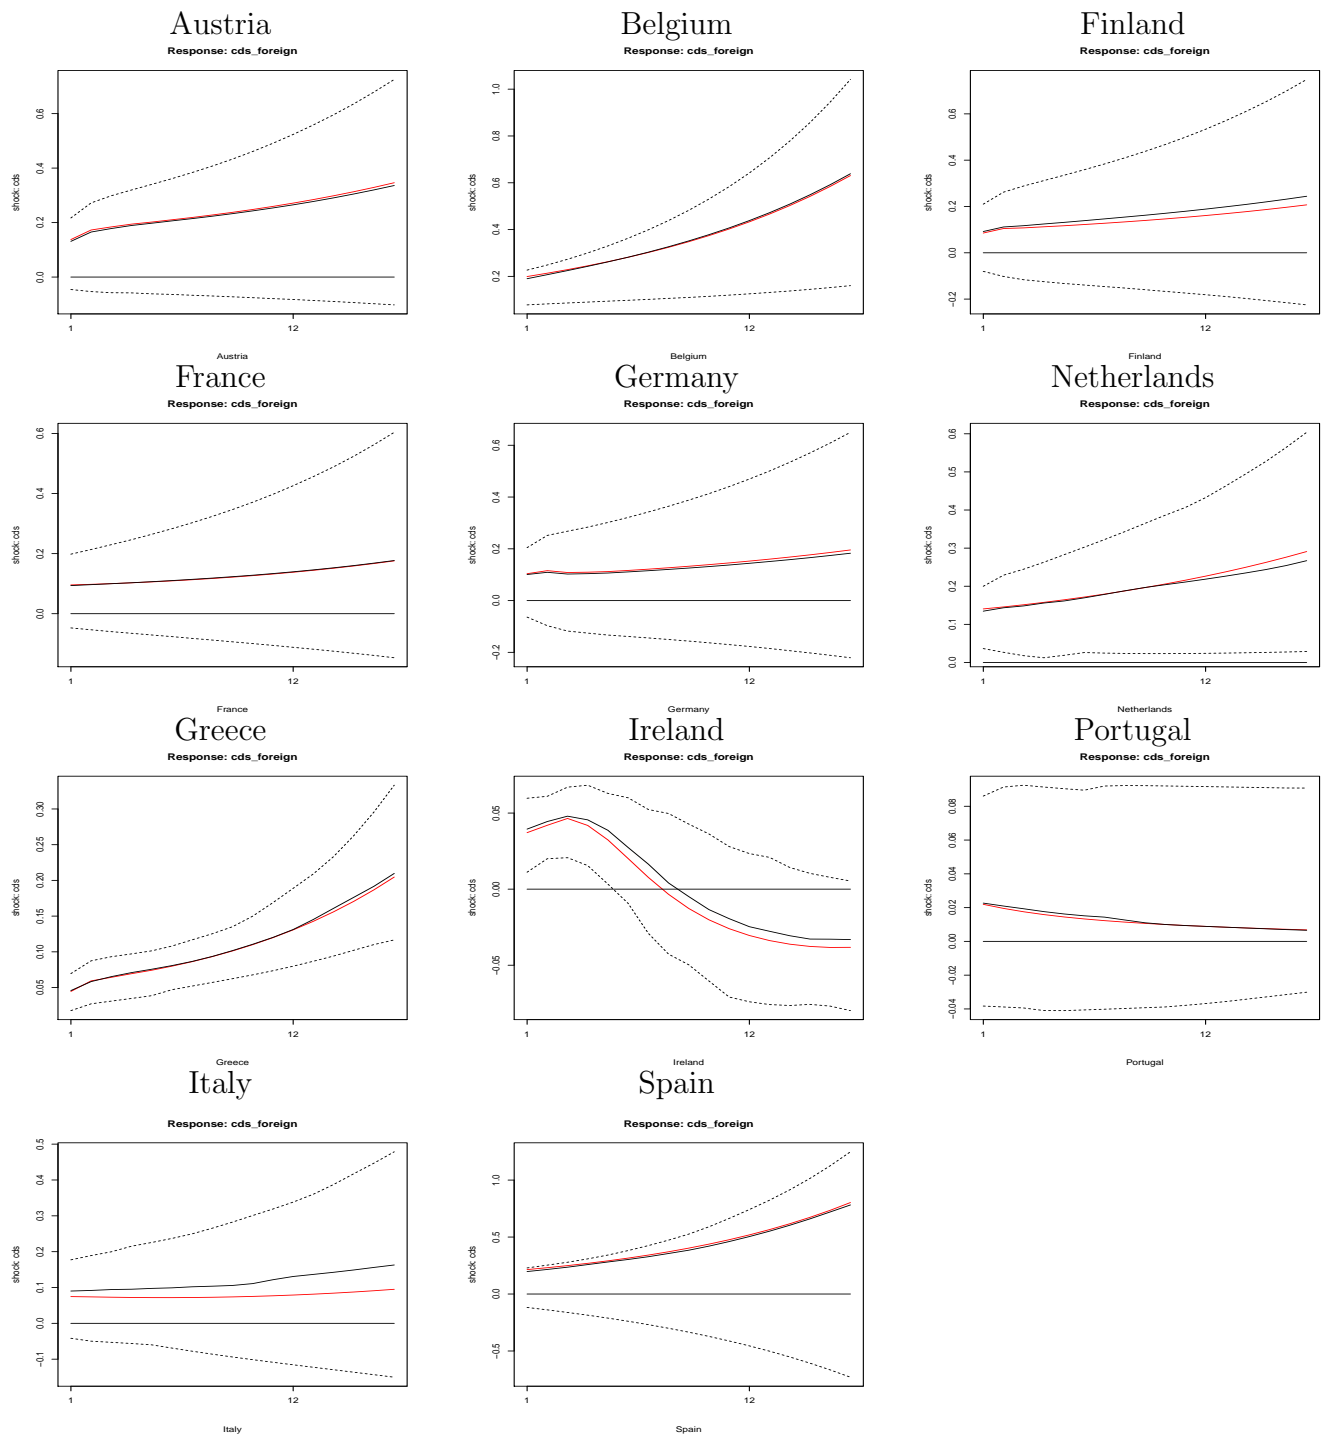 Austria
Response: cds_foreign
shock: cds
0.0 0.2 0.4 0.6
1 12
Austria
Belgium
Response: cds_foreign
shock: cds
0.2 0.4 0.6 0.8 1.0
1 12
Belgium
Finland
Response: cds_foreign
shock: cds
−0.2 0.0 0.2 0.4 0.6
1 12
Finland
France
Response: cds_foreign
shock: cds
0.0 0.2 0.4 0.6
1 12
France
Germany
Response: cds_foreign
shock: cds
−0.2 0.0 0.2 0.4 0.6
1 12
Germany
Netherlands
Response: cds_foreign
shock: cds
0.0 0.1 0.2 0.3 0.4 0.5 0.6
1 12
Netherlands
Greece
Response: cds_foreign
shock: cds
0.05 0.10 0.15 0.20 0.25 0.30
1 12
Greece
Ireland
Response: cds_foreign
shock: cds
−0.05 0.00 0.05
1 12
Ireland
Portugal
Response: cds_foreign
shock: cds
−0.04 −0.02 0.00 0.02 0.04 0.06 0.08
1 12
Portugal
Italy
Response: cds_foreign
shock: cds
−0.1 0.0 0.1 0.2 0.3 0.4 0.5
1 12
Italy
Spain
Response: cds_foreign
shock: cds
−0.5 0.0 0.5 1.0
1 12
Spain